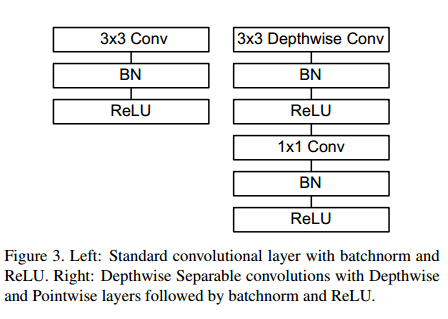 3x3 Conv
BN
ReLU
3x3 Depthwise Conv
BN
ReLU
1x1 Conv
BN
ReLU
Figure 3. Left: Standard convolutional layer with batchnorm and
ReLU. Right: Depthwise Separable convolutions with Depthwise
and Pointwise layers followed by batchnorm and ReLU.